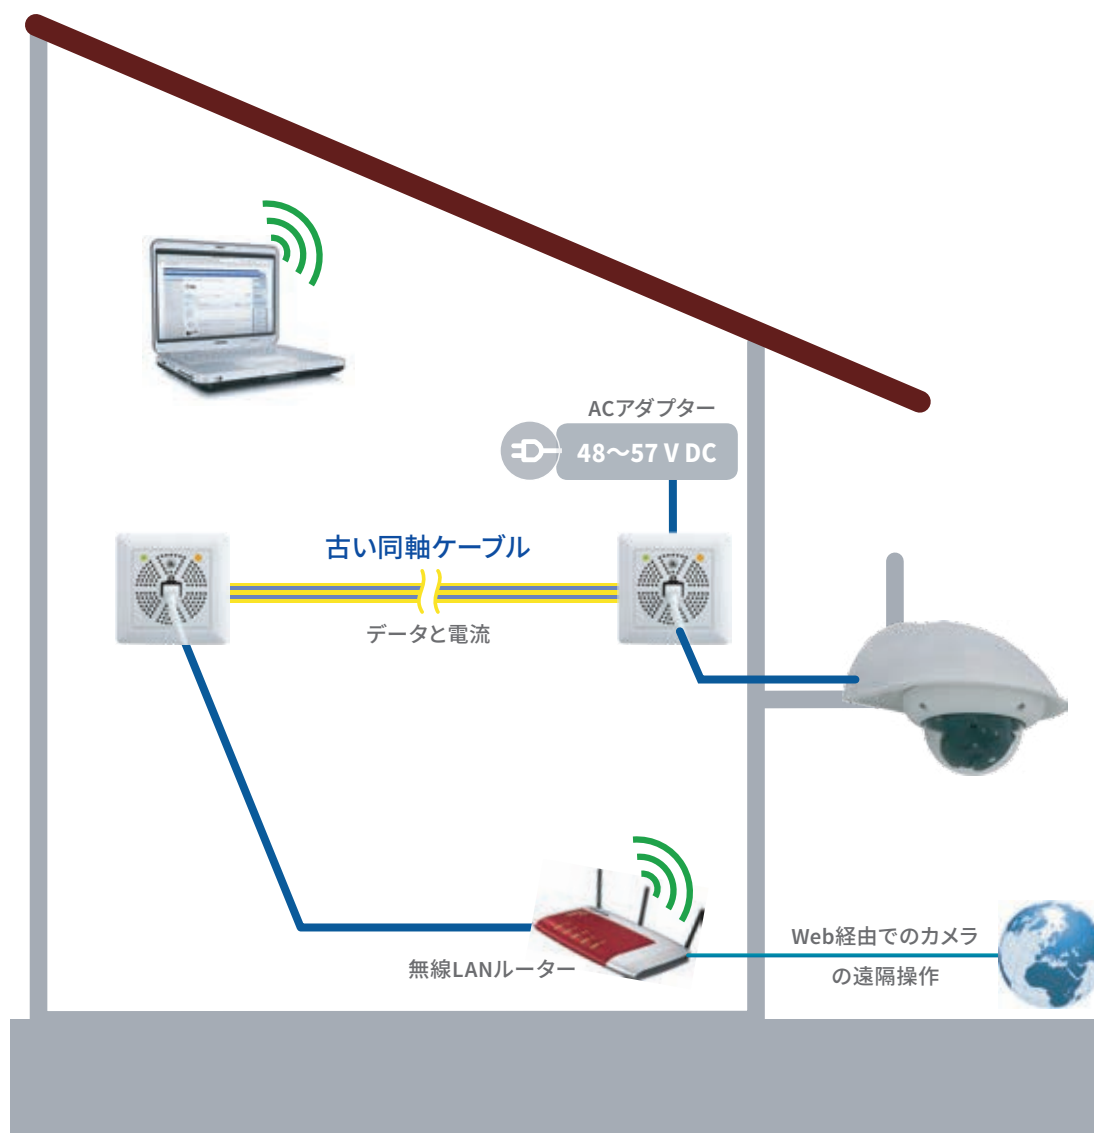 ACアダプター
48〜57 V DC
古い同軸ケーブル
データと電流
無線LANルーター
Web経由でのカメラ
の遠隔操作